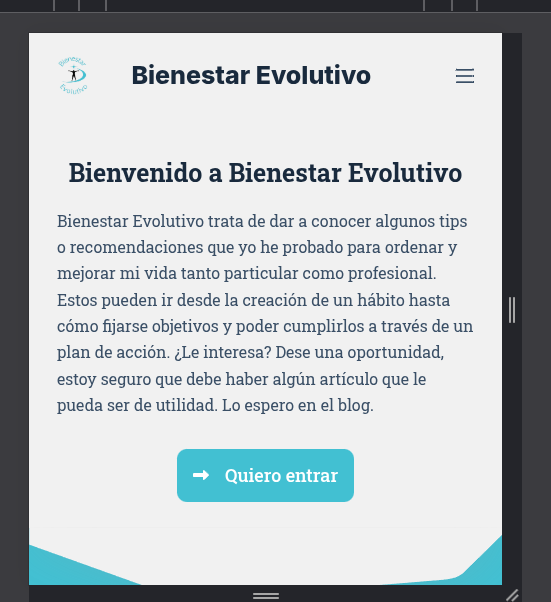 Bienestar
Evolutivo
Bienestar Evolutivo
Bienvenido a Bienestar Evolutivo
Bienestar Evolutivo trata de dar a conocer algunos tips
o recomendaciones que yo he probado para ordenar y
mejorar mi vida tanto particular como profesional.
Estos pueden ir desde la creación de un hábito hasta
cómo fijarse objetivos y poder cumplirlos a través de un
plan de acción. ¿Le interesa? Dese una oportunidad,
estoy seguro que debe haber algún artículo que le
pueda ser de utilidad. Lo espero en el blog.
Quiero entrar